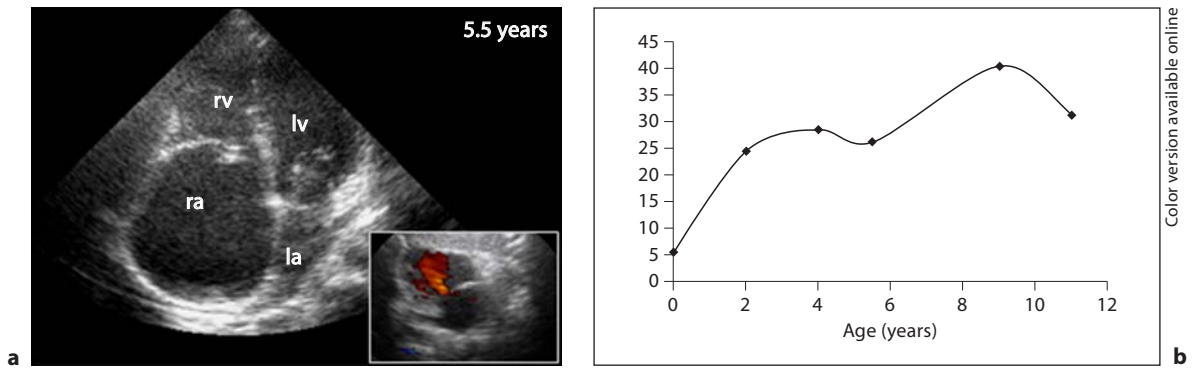 5.5 years
rv
lv
ra
la
a
45
40
35
30
25
20
15
10
5
0
0 2 4 6 8 10 12
Age (years)
b
Color version available online